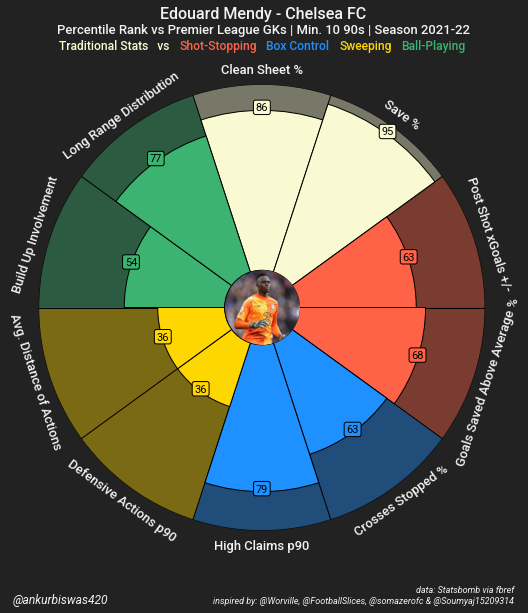 Edouard Mendy - Chelsea FC
Percentile Rank vs Premier League GKs | Min. 10 90s | Season 2021-22
Traditional Stats vs Shot-Stopping Box Control Sweeping Ball-Playing
Clean Sheet %
86
Save %
95
Post Shot xGoals +/-
63
Goals Saved Above Average %
68
Crosses Stopped %
63
High Claims p90
79
Defensive Actions p90
36
Avg. Distance of Actions
36
Build Up Involvement
54
Long Range Distribution
77
@ankurbiswas420
data: Statsbomb via fbref
inspired by: @Worville, @FootballSlices, @somazerofc & @Soumyaj15209314